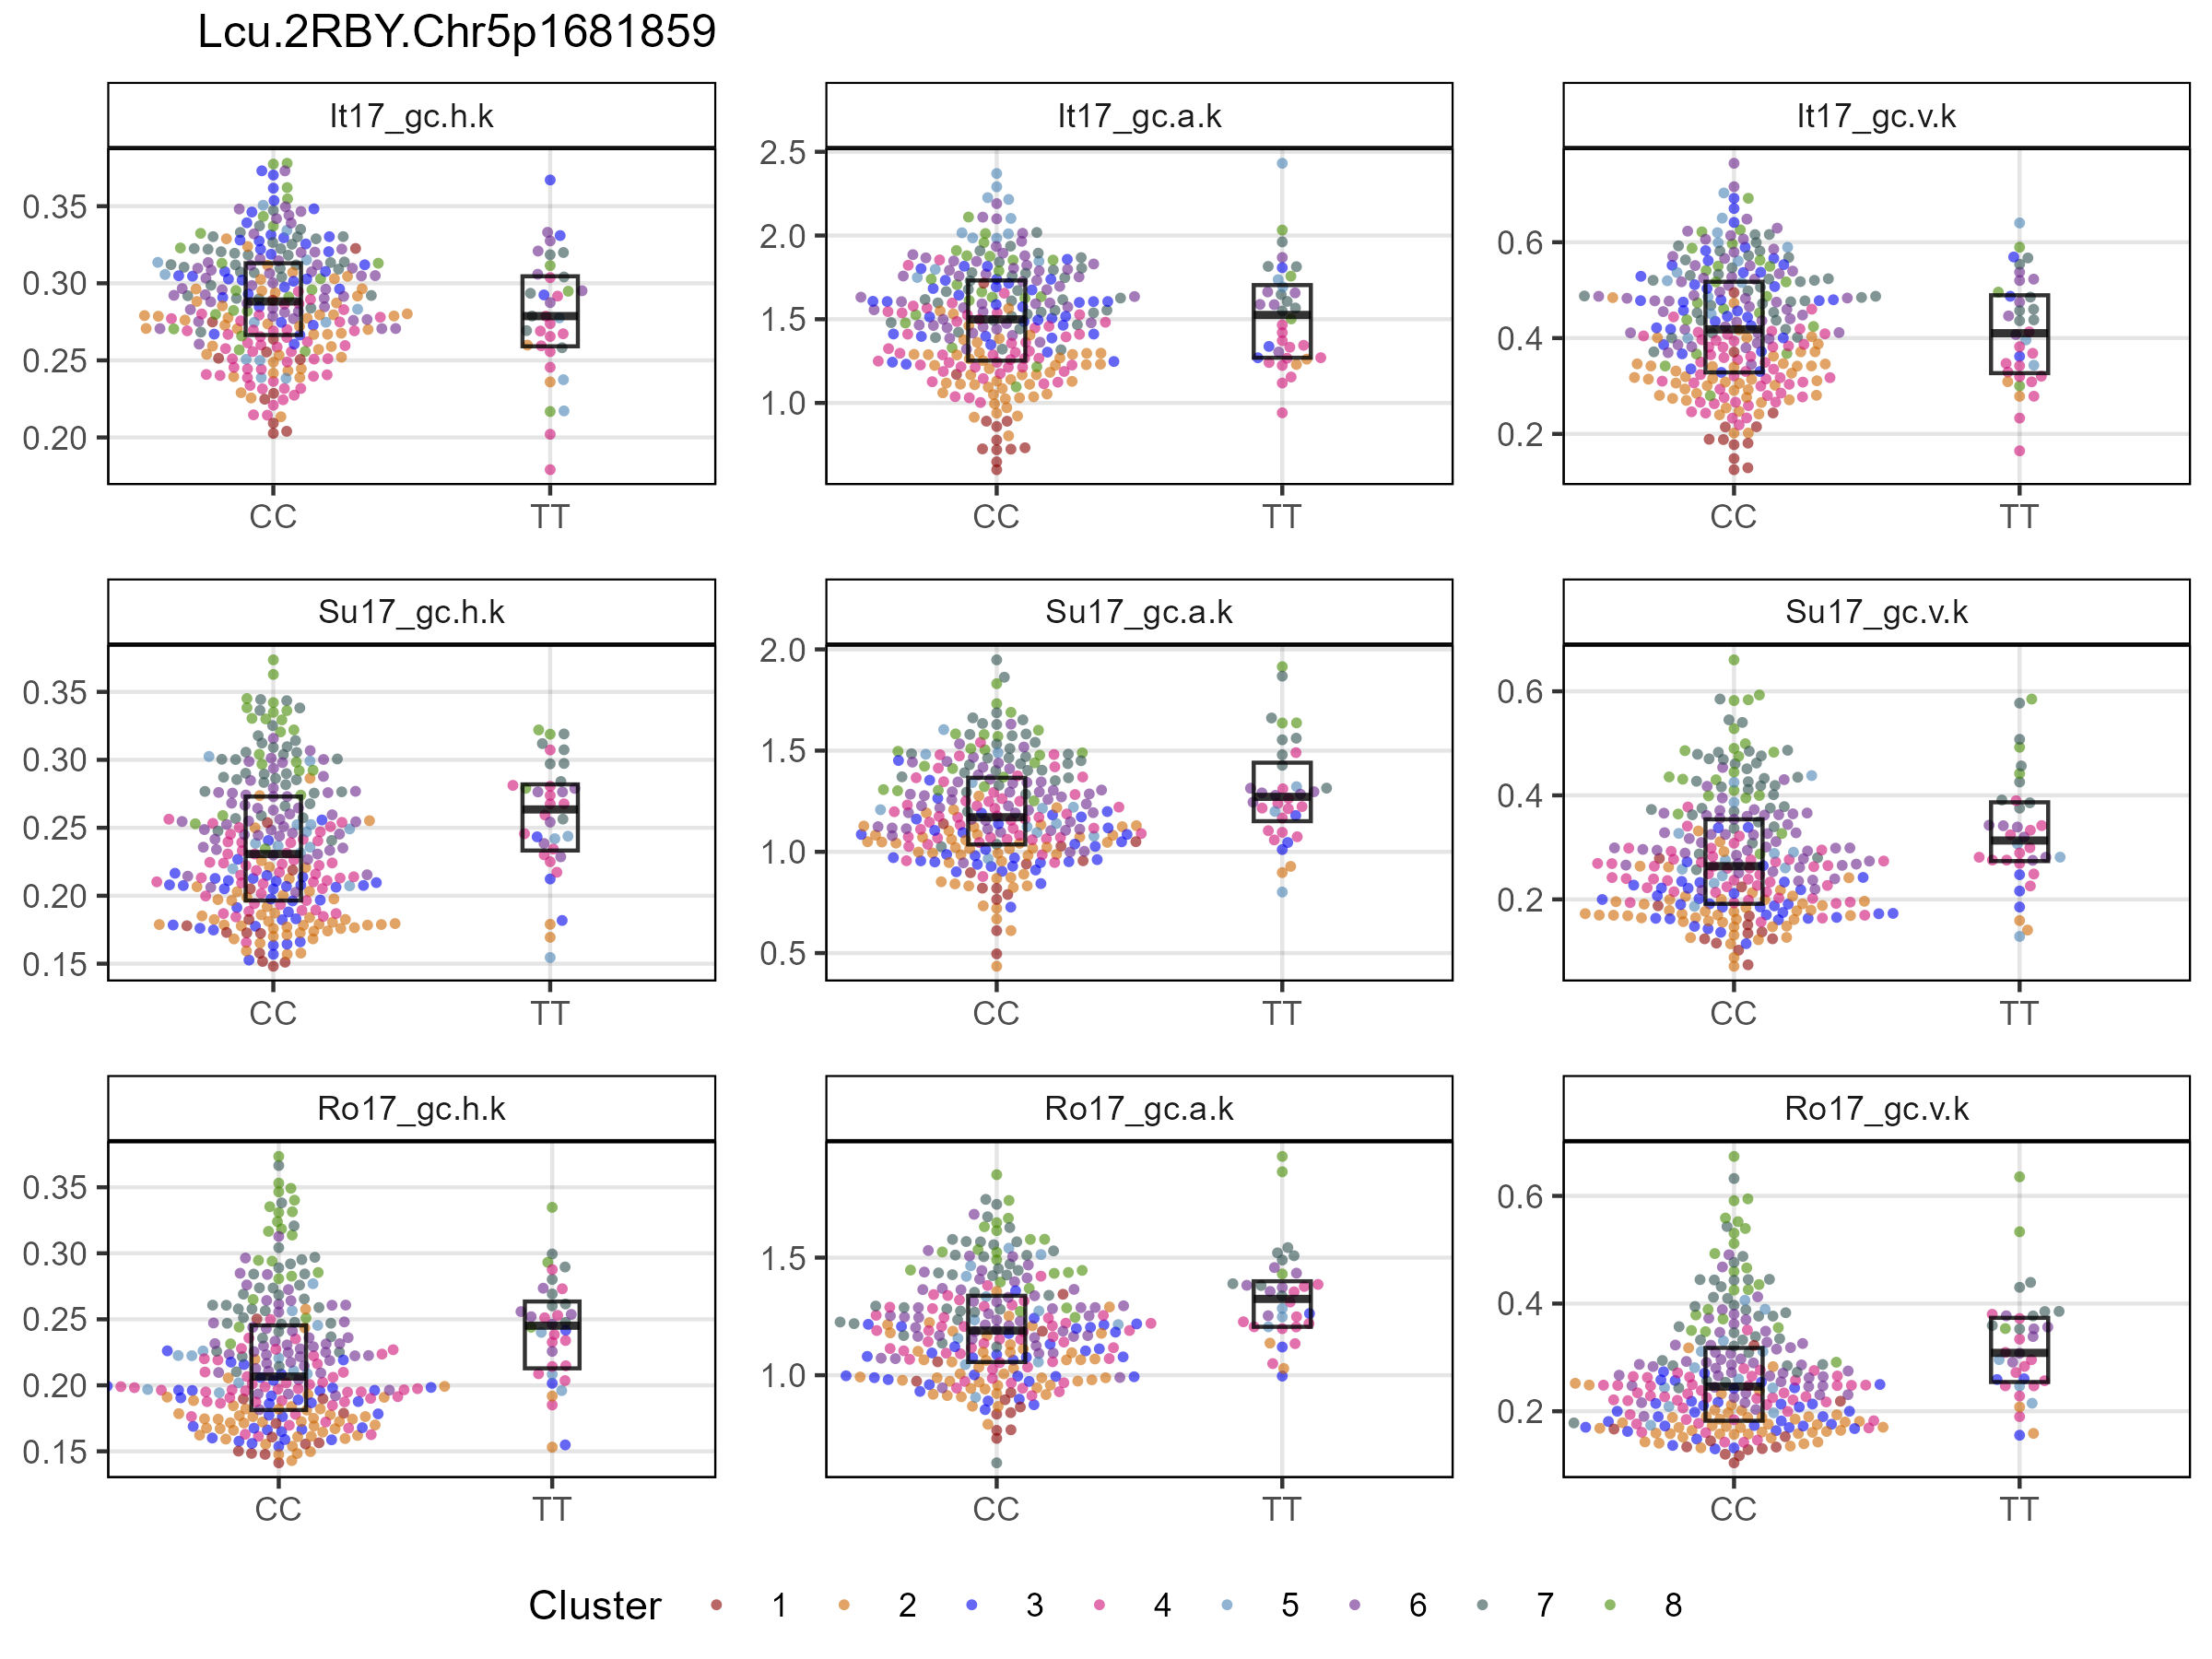 Lcu.2RBY.Chr5p1681859
It17_gc.h.k
It17_gc.a.k
It17_gc.v.k
0.35
0.30
0.25
0.20
CC
TT
2.5
2.0
1.5
1.0
CC
TT
0.6
0.4
0.2
CC
TT
Su17_gc.h.k
Su17_gc.a.k
Su17_gc.v.k
0.35
0.30
0.25
0.20
0.15
CC
TT
2.0
1.5
1.0
0.5
CC
TT
0.6
0.4
0.2
CC
TT
Ro17_gc.h.k
Ro17_gc.a.k
Ro17_gc.v.k
0.35
0.30
0.25
0.20
0.15
CC
TT
1.5
1.0
CC
TT
0.6
0.4
0.2
CC
TT
Cluster 1 2 3 4 5 6 7 8